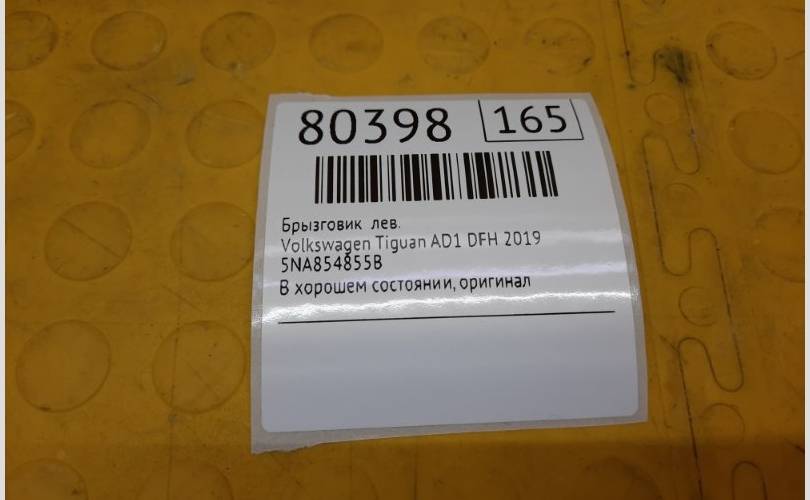 80398 165
Брызговик лев.
Volkswagen Tiguan AD1 DFH 2019
5NA854855B
В хорошем состоянии, оригинал